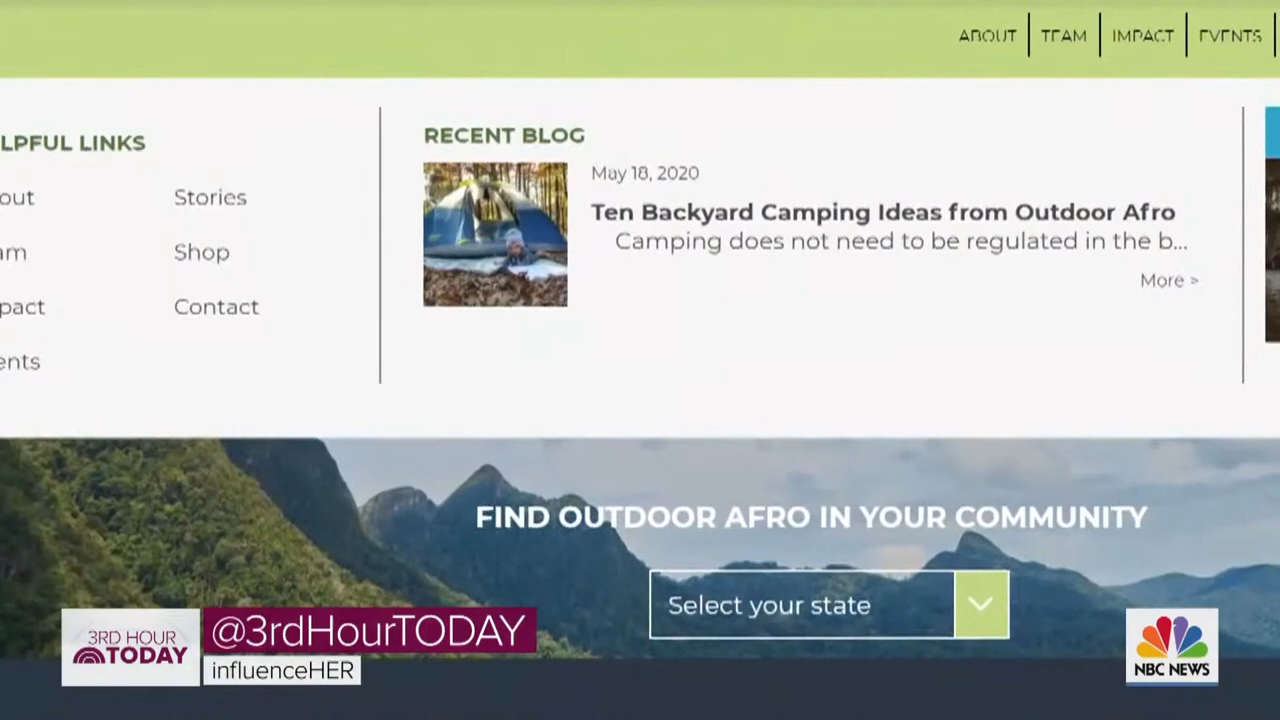 ABOUT
TEAM
IMPACT
EVENTS
LPFUL LINKS
out
Stories
am
Shop
pact
Contact
ents
RECENT BLOG
May 18, 2020
Ten Backyard Camping Ideas from Outdoor Afro
Camping does not need to be regulated in the b...
More >
FIND OUTDOOR AFRO IN YOUR COMMUNITY
Select your state
3RD HOUR
TODAY
@3rdHourTODAY
influenceHER
NBC NEWS